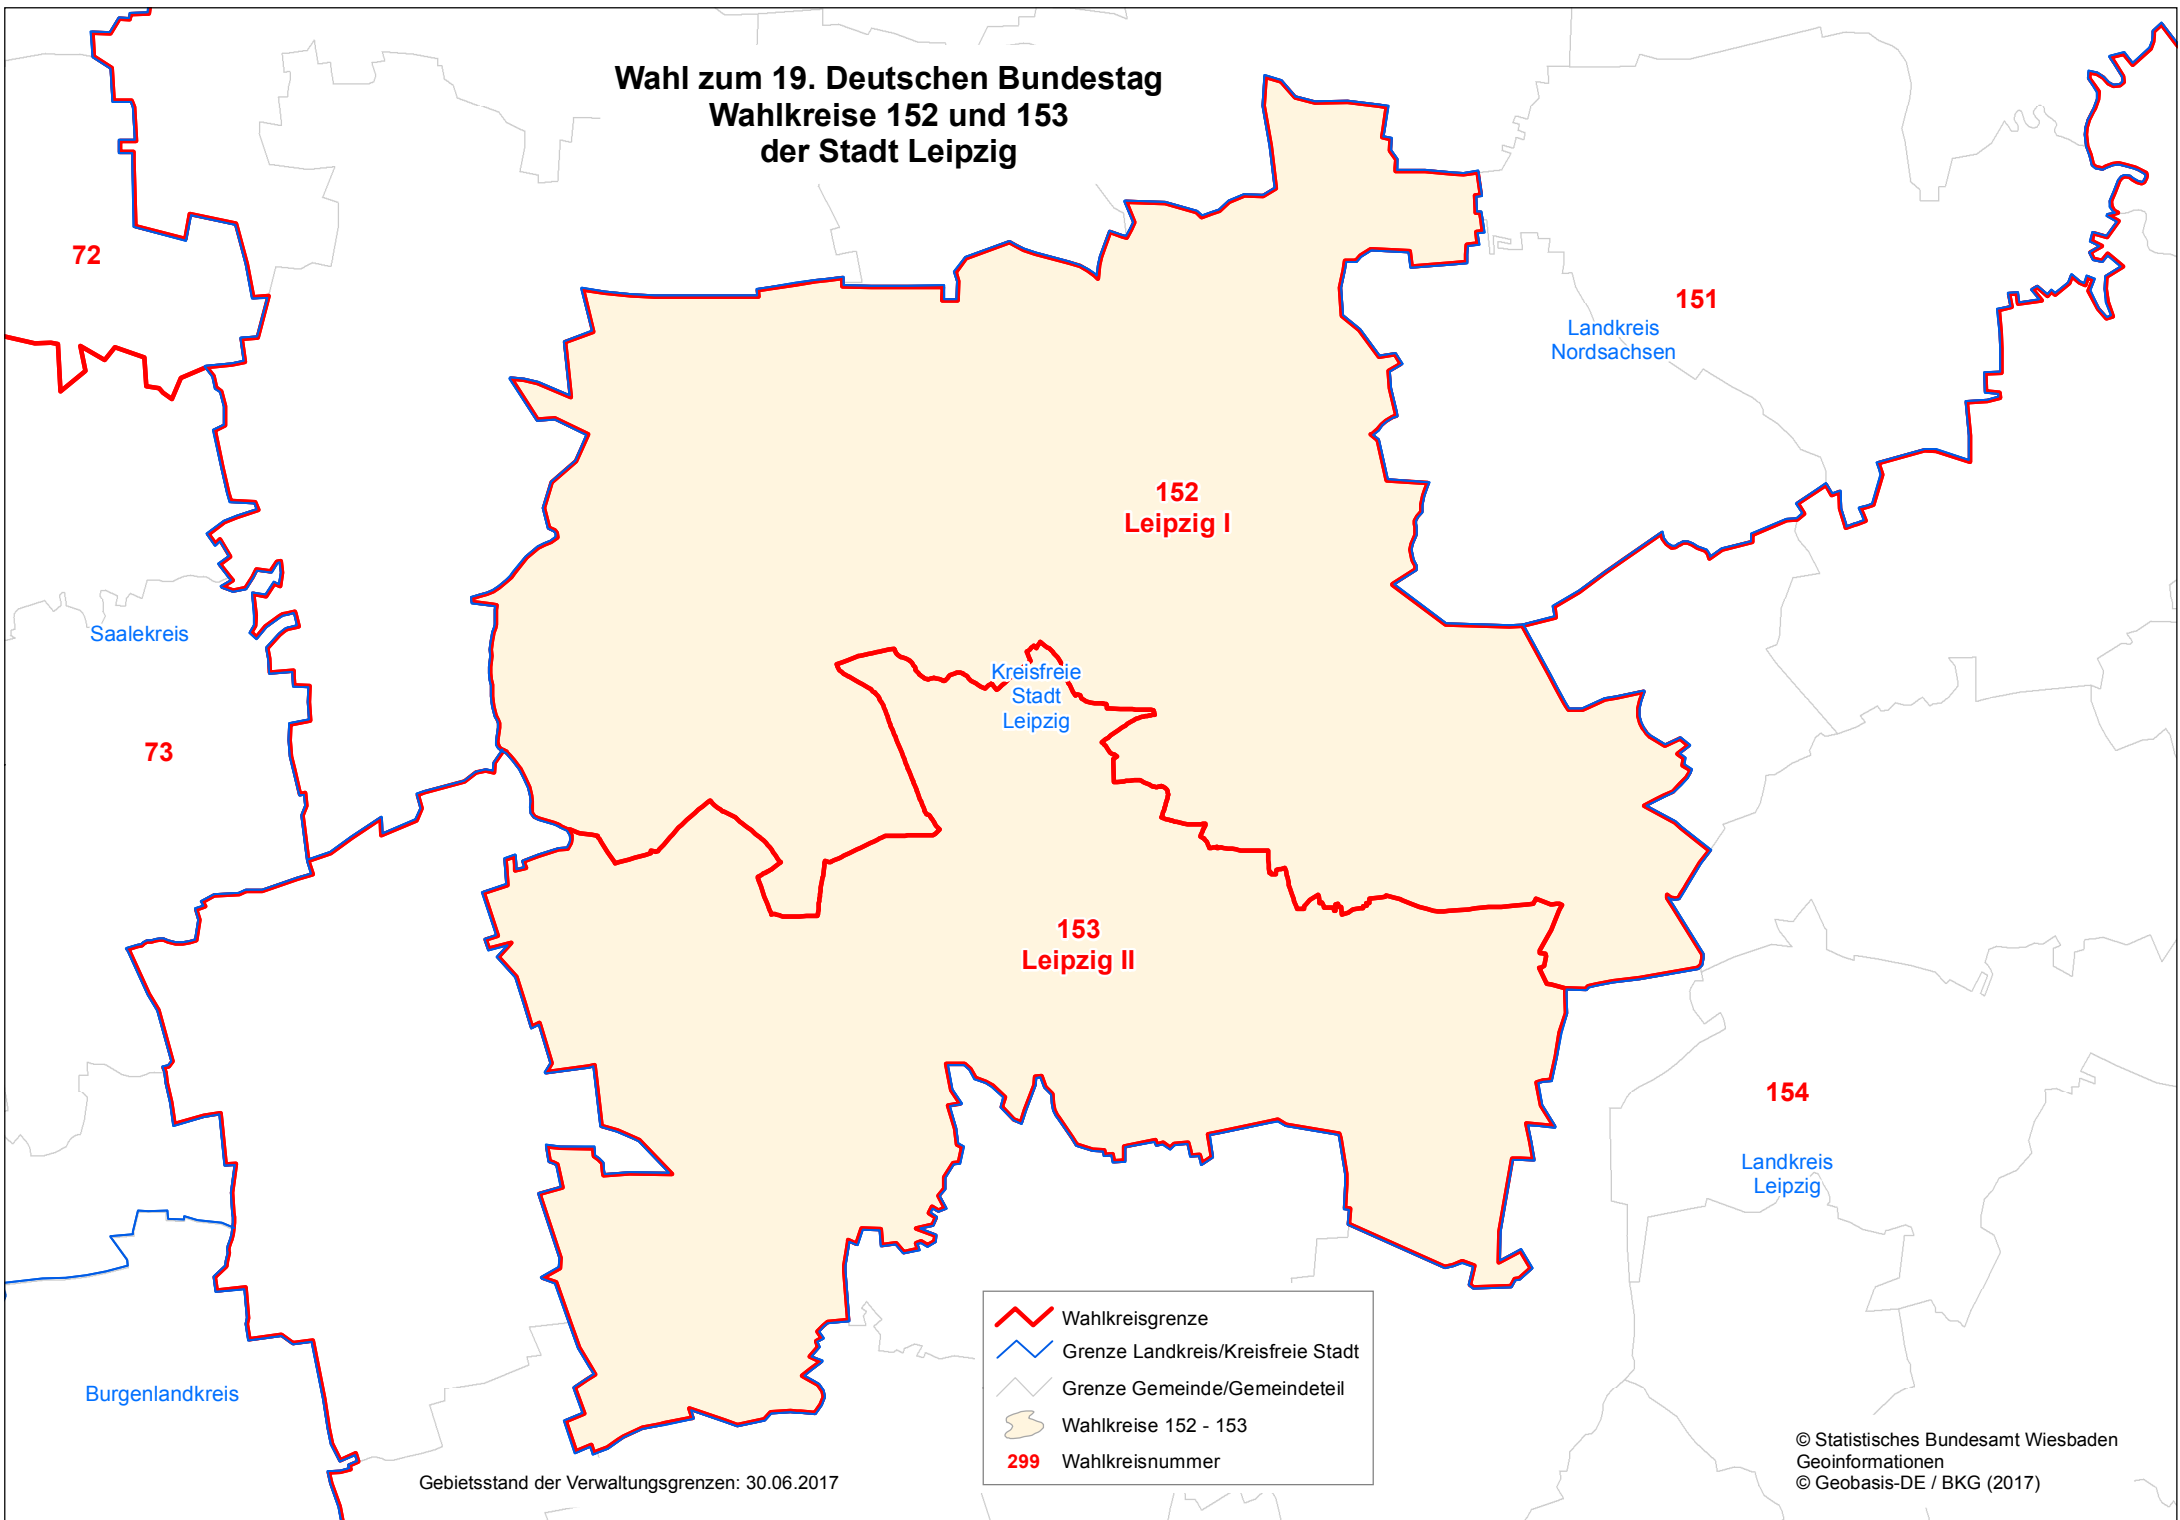 Wahl zum 19. Deutschen Bundestag
Wahlkreise 152 und 153
der Stadt Leipzig
72
151
Landkreis
Nordsachsen
152
Leipzig I
Saalekreis
Kreisfreie
Stadt
Leipzig
73
153
Leipzig II
154
Landkreis
Leipzig
Burgenlandkreis
Wahlkreisgrenze
Grenze Landkreis/Kreisfreie Stadt
Grenze Gemeinde/Gemeindeteil
Wahlkreise 152 - 153
299 Wahlkreisnummer
Gebietsstand der Verwaltungsgrenzen: 30.06.2017
© Statistisches Bundesamt Wiesbaden
Geoinformationen
© Geobasis-DE / BKG (2017)